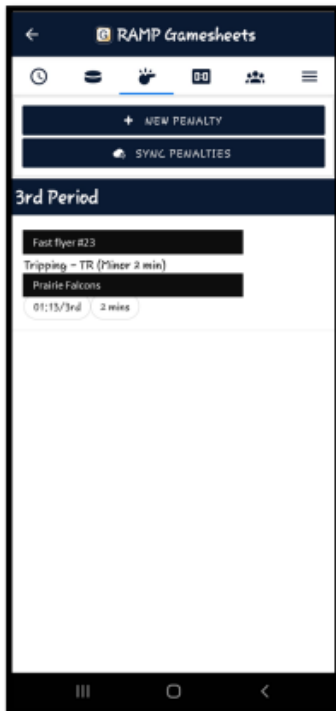 RAMP Gamesheets
+ NEW PENALTY
SYNC PENALTIES
3rd Period
Fast flyer #23
Tripping - TR (Minor 2 min)
Prairie Falcons
01:13/3rd 2 mins